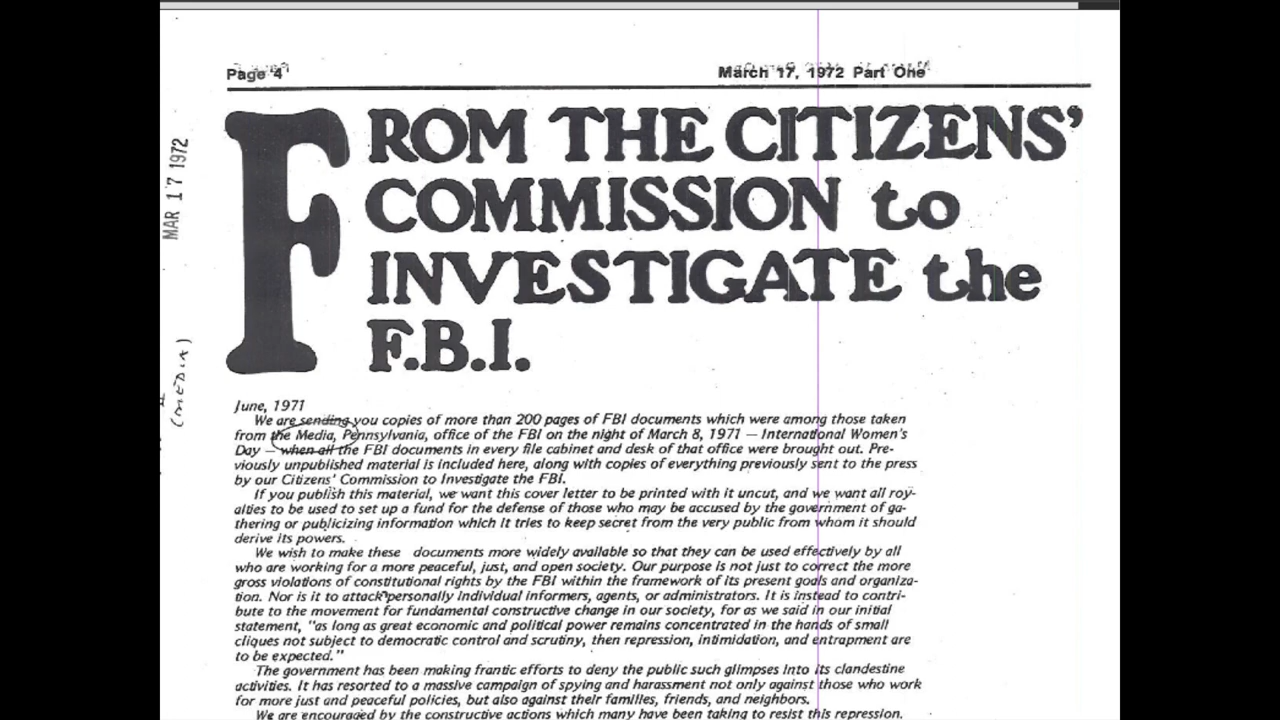 Page 4
March 17, 1972 Part One
MAR 17 1972
(MEDIA)
FROM THE CITIZENS'
COMMISSION to
INVESTIGATE the
F.B.I.
June, 1971
We are sending you copies of more than 200 pages of FBI documents which were among those taken
from the Media, Pennsylvania, office of the FBI on the night of March 8, 1971 — International Women's
Day — when all the FBI documents in every file cabinet and desk of that office were brought out. Pre-
viously unpublished material is included here, along with copies of everything previously sent to the press
by our Citizens' Commission to Investigate the FBI.
If you publish this material, we want this cover letter to be printed with it uncut, and we want all roy-
alties to be used to set up a fund for the defense of those who may be accused by the government of ga-
thering or publicizing information which it tries to keep secret from the very public from whom it should
derive its powers.
We wish to make these documents more widely available so that they can be used effectively by all
who are working for a more peaceful, just, and open society. Our purpose is not just to correct the more
gross violations of constitutional rights by the FBI within the framework of its present goals and organiza-
tion. Nor is it to attack personally individual informers, agents, or administrators. It is instead to contri-
bute to the movement for fundamental constructive change in our society, for as we said in our initial
statement, "as long as great economic and political power remains concentrated in the hands of small
cliques not subject to democratic control and scrutiny, then repression, intimidation, and entrapment are
to be expected."
The government has been making frantic efforts to deny the public such glimpses into its clandestine
activities. It has resorted to a massive campaign of spying and harassment not only against those who work
for more just and peaceful policies, but also against their families, friends, and neighbors.
We are encouraged by the constructive actions which many have been taking to resist this repression.